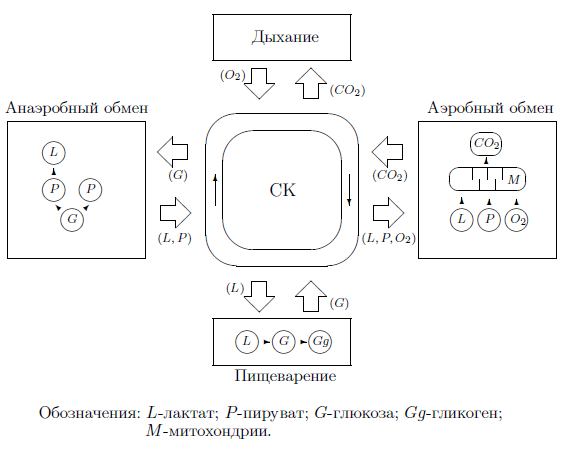 Дыхание
(O₂)
(CO₂)
Анаэробный обмен
Аэробный обмен
L
P P
G
(G)
(L, P)
СК
(CO₂)
(L, P, O₂)
CO₂
M
L P O₂
(L)
(G)
L G Gg
Пищеварение
Обозначения: L-лактат; P-пируват; G-глюкоза; Gg-гликоген;
M-митохондрии.